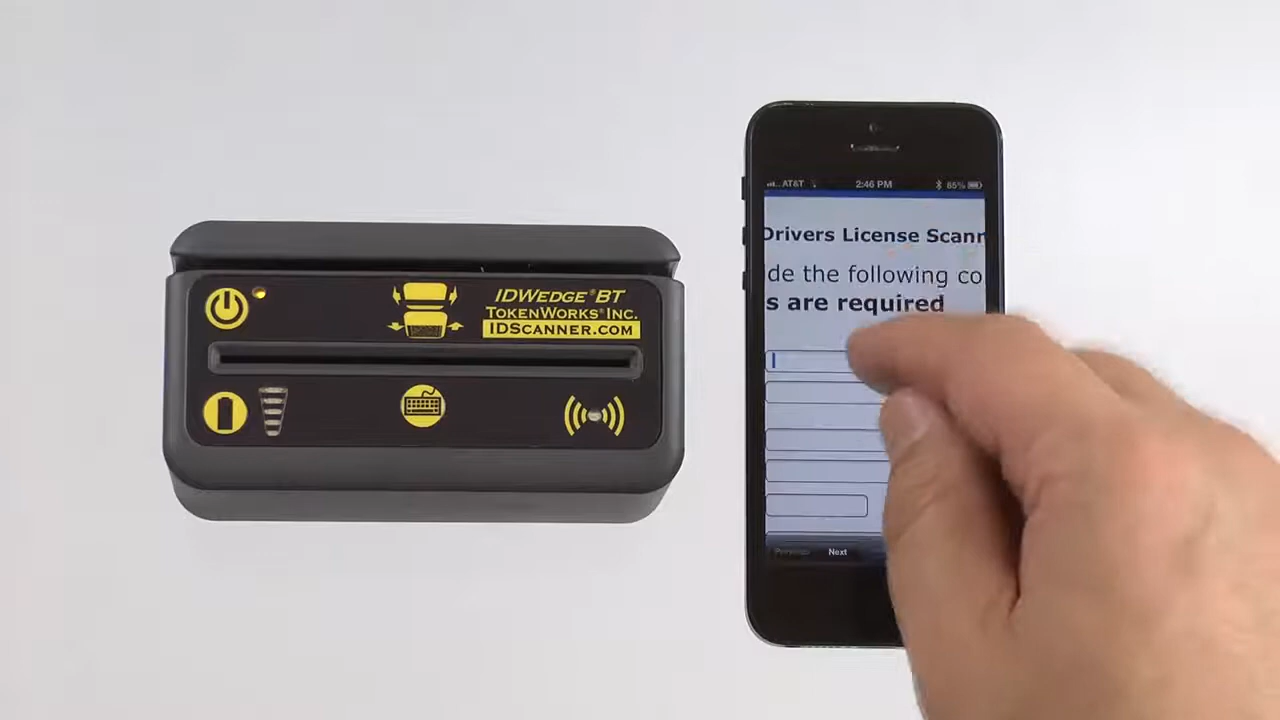 IDWEDGE® BT
TOKENWORKS® INC.
IDSCANNER.COM
AT&T 2:46 PM 85%
Drivers License Scann
de the following co
s are required
Previous Next